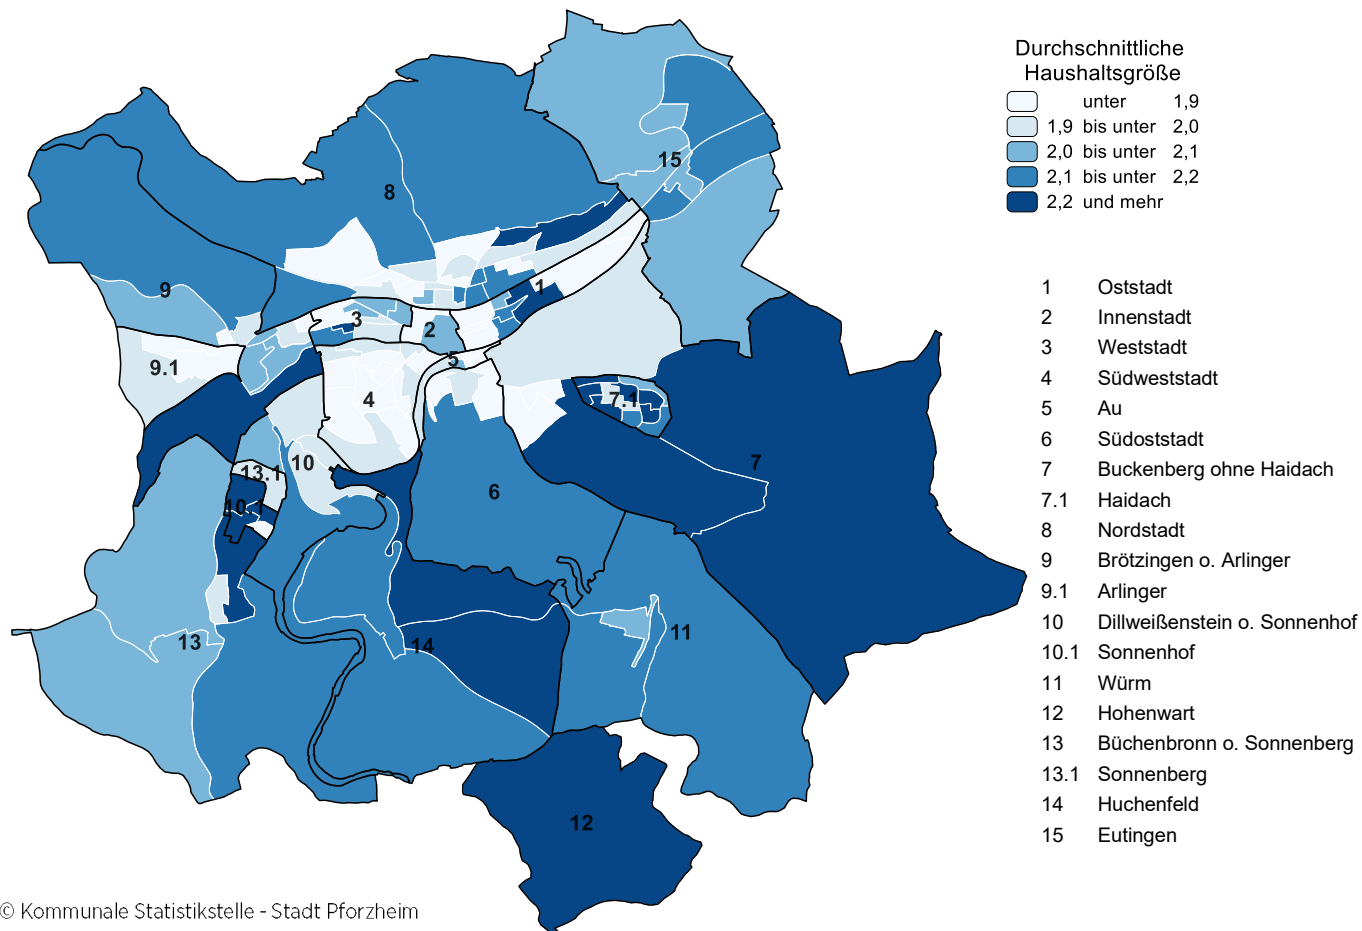 Durchschnittliche
Haushaltsgröße
unter 1,9
1,9 bis unter 2,0
2,0 bis unter 2,1
2,1 bis unter 2,2
2,2 und mehr
1 Oststadt
2 Innenstadt
3 Weststadt
4 Südweststadt
5 Au
6 Südoststadt
7 Buckenberg ohne Haidach
7.1 Haidach
8 Nordstadt
9 Brötzingen o. Arlinger
9.1 Arlinger
10 Dillweißenstein o. Sonnenhof
10.1 Sonnenhof
11 Würm
12 Hohenwart
13 Büchenbronn o. Sonnenberg
13.1 Sonnenberg
14 Huchenfeld
15 Eutingen
15
8
9
1
3
2
5
9.1
4
7.1
10
7
13.1
6
10.1
11
13
14
12
© Kommunale Statistikstelle - Stadt Pforzheim